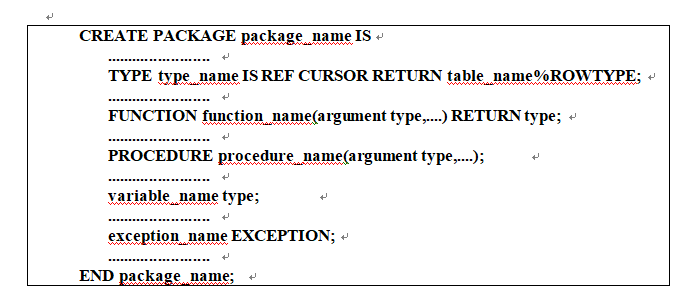 CREATE PACKAGE package_name IS
.........................
TYPE type_name IS REF CURSOR RETURN table_name%ROWTYPE;
.........................
FUNCTION function_name(argument type,....) RETURN type;
.........................
PROCEDURE procedure_name(argument type,....);
.........................
variable_name type;
.........................
exception_name EXCEPTION;
.........................
END package_name;